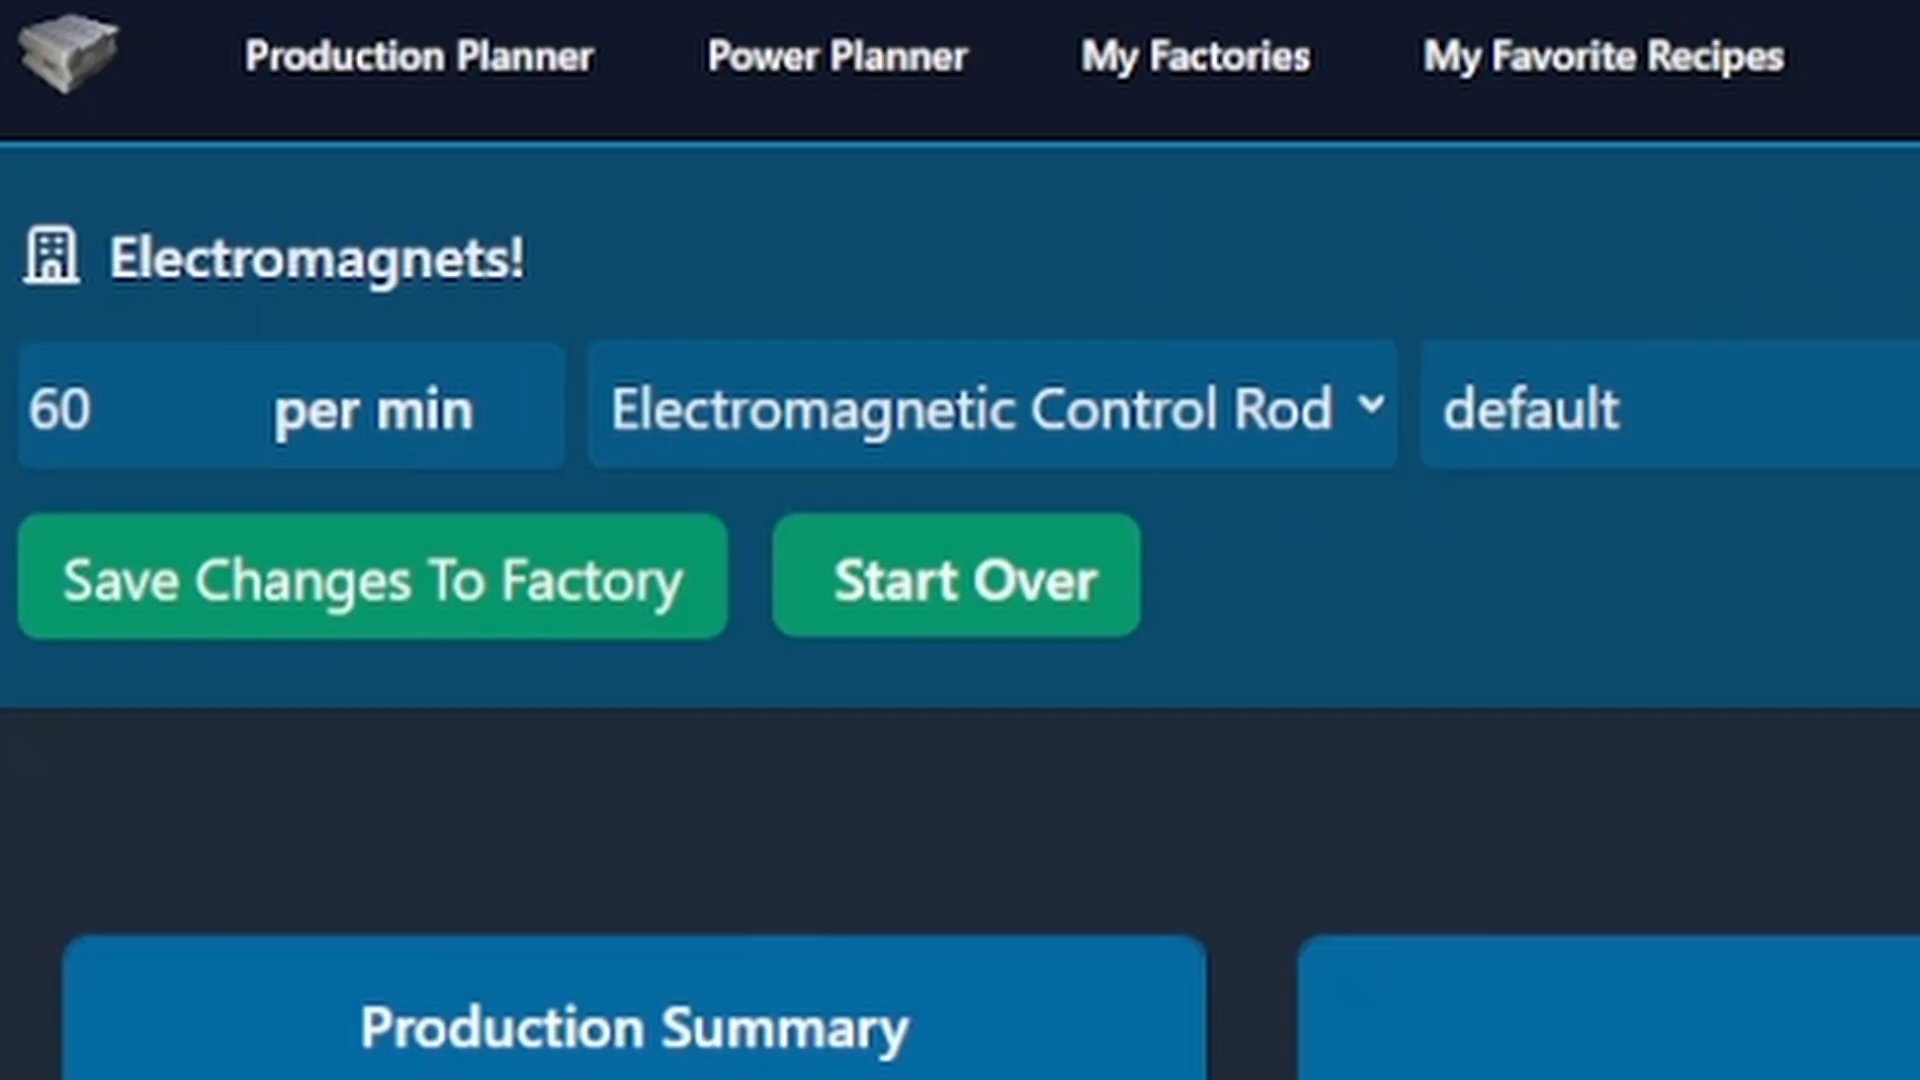 Production Planner Power Planner My Factories My Favorite Recipes
Electromagnets!
60 per min Electromagnetic Control Rod default
Save Changes To Factory Start Over
Production Summary